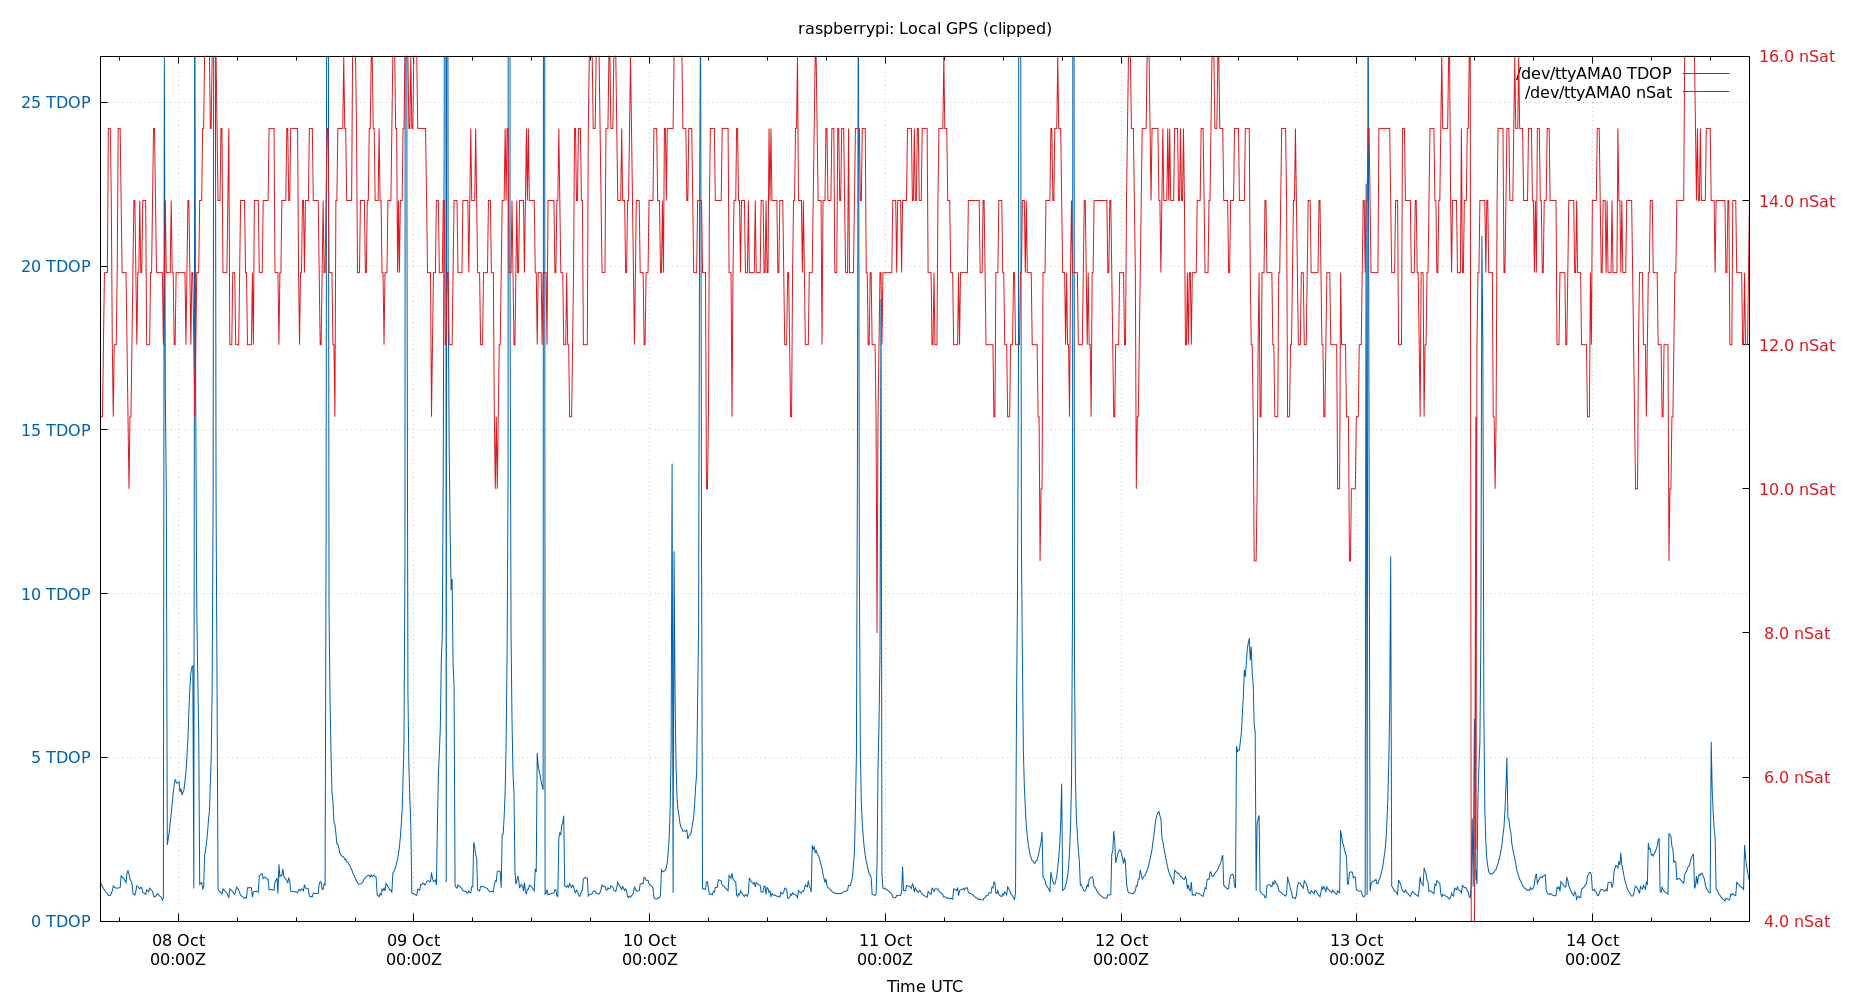 raspberrypi: Local GPS (clipped)
/dev/ttyAMA0 TDOP
/dev/ttyAMA0 nSat
25 TDOP
20 TDOP
15 TDOP
10 TDOP
5 TDOP
0 TDOP
16.0 nSat
14.0 nSat
12.0 nSat
10.0 nSat
8.0 nSat
6.0 nSat
4.0 nSat
08 Oct
00:00Z
09 Oct
00:00Z
10 Oct
00:00Z
11 Oct
00:00Z
12 Oct
00:00Z
13 Oct
00:00Z
14 Oct
00:00Z
Time UTC